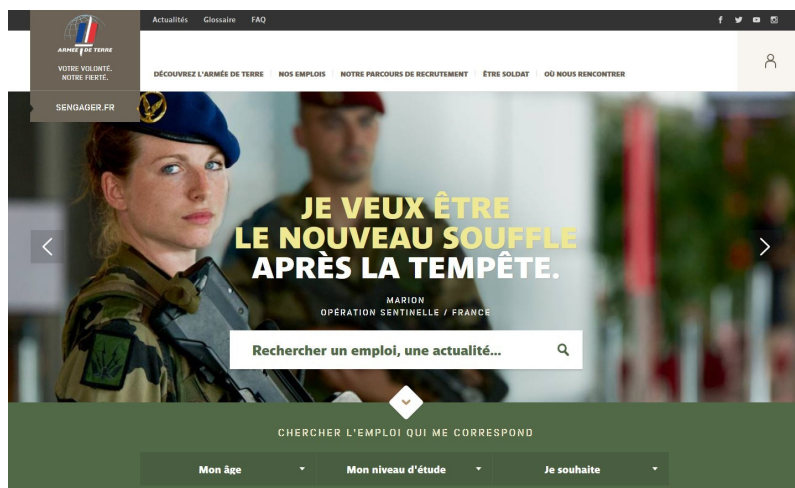 Actualités Glossaire FAQ
ARMÉE DE TERRE
VOTRE VOLONTÉ.
NOTRE FIERTÉ.
SENGAGER.FR
DÉCOUVREZ L'ARMÉE DE TERRE NOS EMPLOIS NOTRE PARCOURS DE RECRUTEMENT ÊTRE SOLDAT OÙ NOUS RENCONTRER
JE VEUX ÊTRE
LE NOUVEAU SOUFFLE
APRÈS LA TEMPÊTE.
MARION
OPÉRATION SENTINELLE / FRANCE
Rechercher un emploi, une actualité...
CHERCHER L'EMPLOI QUI ME CORRESPOND
Mon âge Mon niveau d'étude Je souhaite